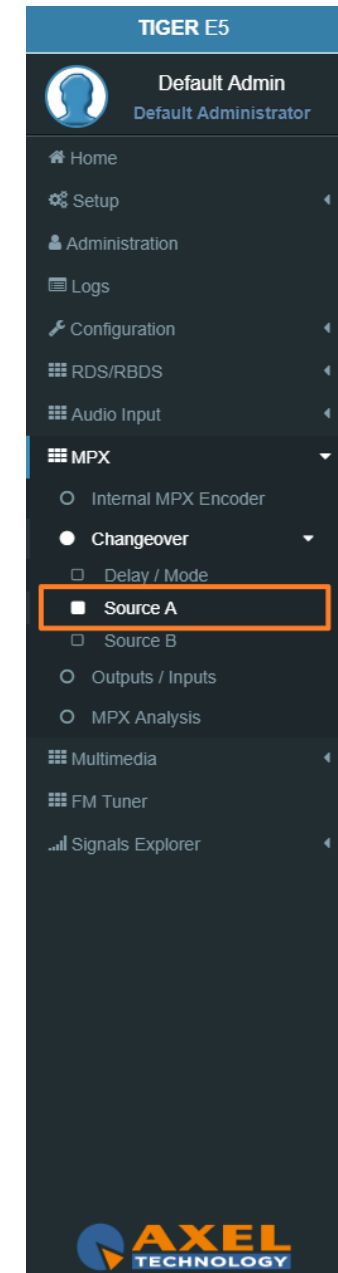 TIGER E5
Default Admin
Default Administrator
Home
Setup
Administration
Logs
Configuration
RDS/RBDS
Audio Input
MPX
Internal MPX Encoder
Changeover
Delay / Mode
Source A
Source B
Outputs / Inputs
MPX Analysis
Multimedia
FM Tuner
Signals Explorer
AXEL
TECHNOLOGY